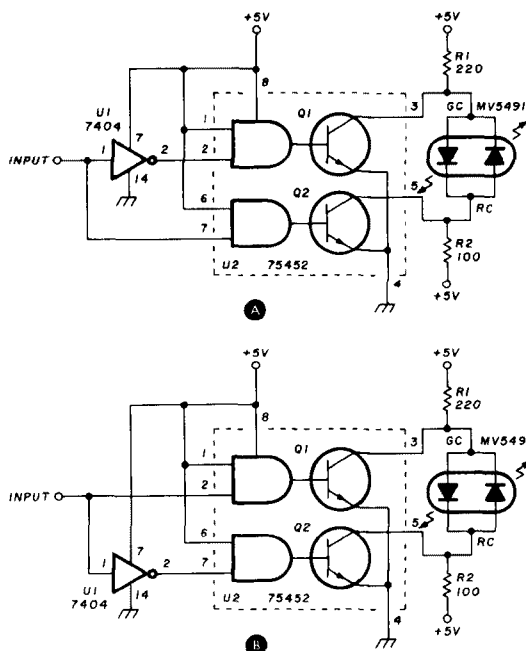 +5V
+5V
R1
220
8
U1
7404
7
1
Q1
3
GC
MV5491
INPUT
1
2
2
14
6
Q2
5
7
RC
R2
100
U2
75452
4
+5V
A
+5V
+5V
R1
220
8
Q1
3
GC
MV5491
1
INPUT
2
6
Q2
5
7
RC
1
2
7
U1
7404
14
R2
100
U2
75452
4
+5V
B